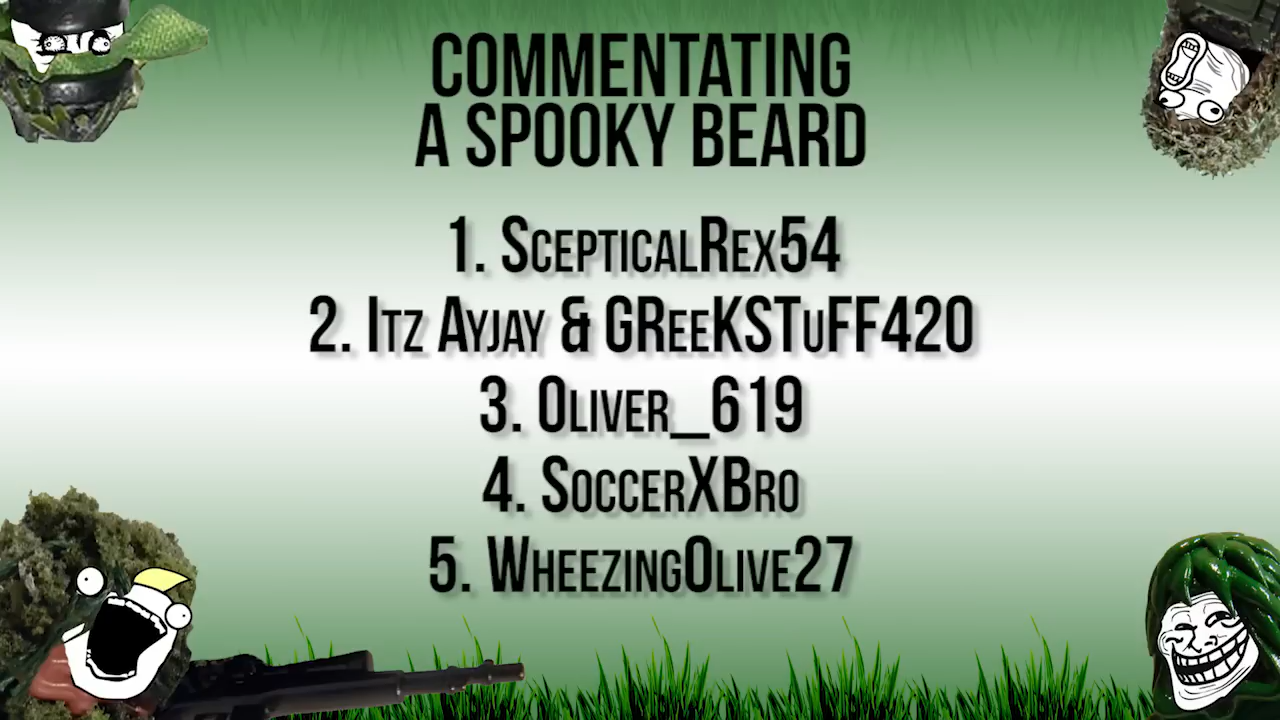 COMMENTATING
A SPOOKY BEARD
1. ScepticalRex54
2. Itz Ayjay & GReeKSTuFF420
3. Oliver_619
4. SoccerXBro
5. WheezingOlive27